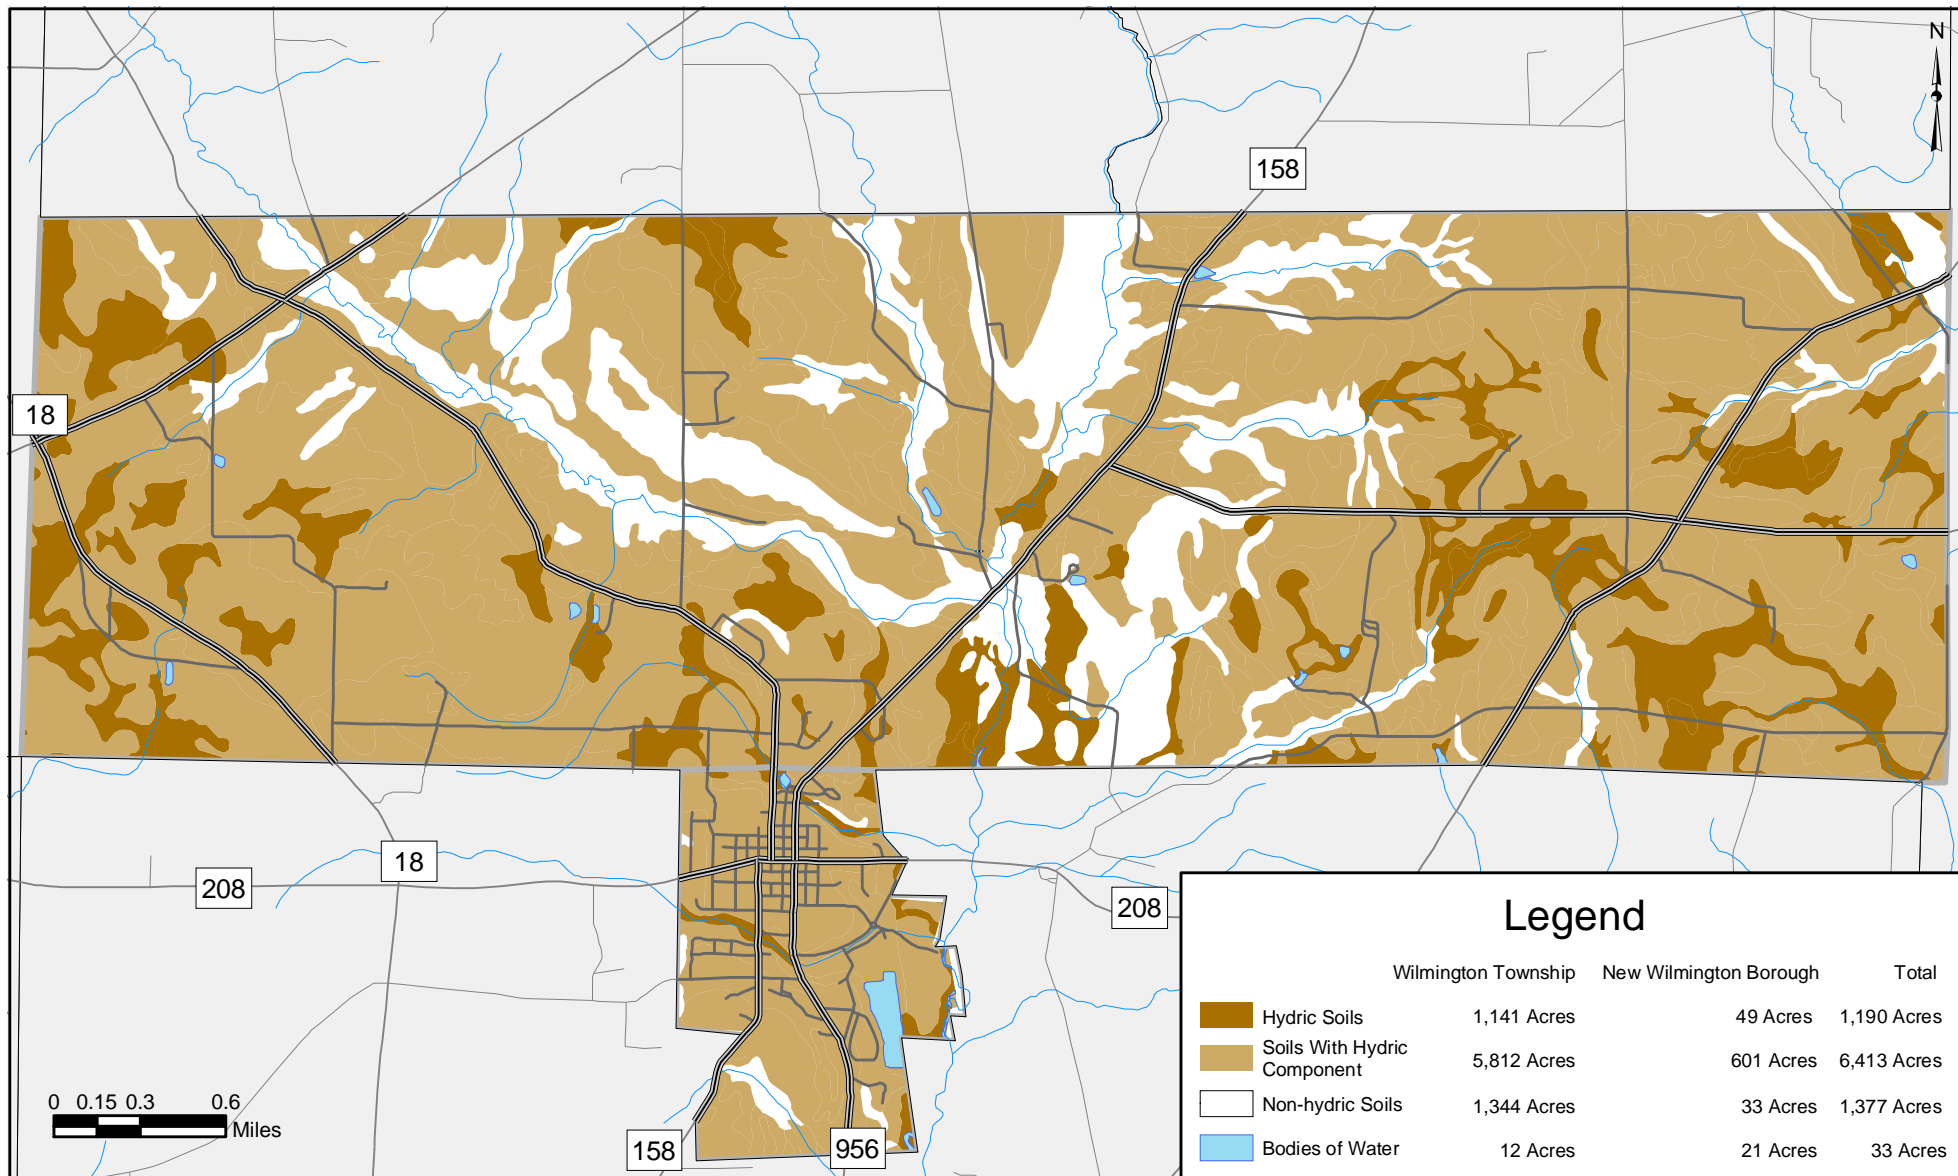 N
158
18
18
208
208
Legend
Wilmington Township New Wilmington Borough Total
Hydric Soils 1,141 Acres 49 Acres 1,190 Acres
Soils With Hydric
Component 5,812 Acres 601 Acres 6,413 Acres
Non-hydric Soils 1,344 Acres 33 Acres 1,377 Acres
Bodies of Water 12 Acres 21 Acres 33 Acres
0 0.15 0.3 0.6
Miles
158
956